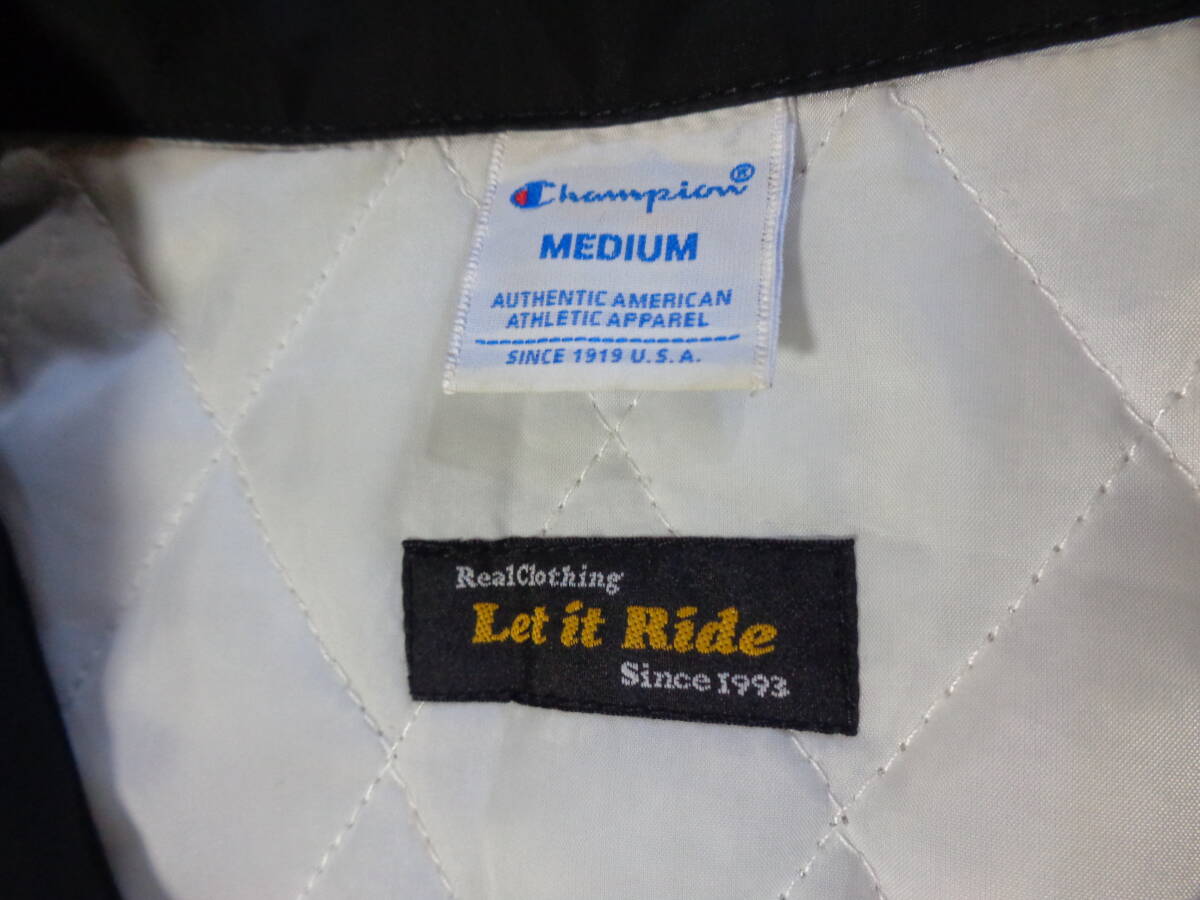 Champion®
MEDIUM
AUTHENTIC AMERICAN
ATHLETIC APPAREL
SINCE 1919 U.S.A.
RealClothing
Let it Ride
Since 1993